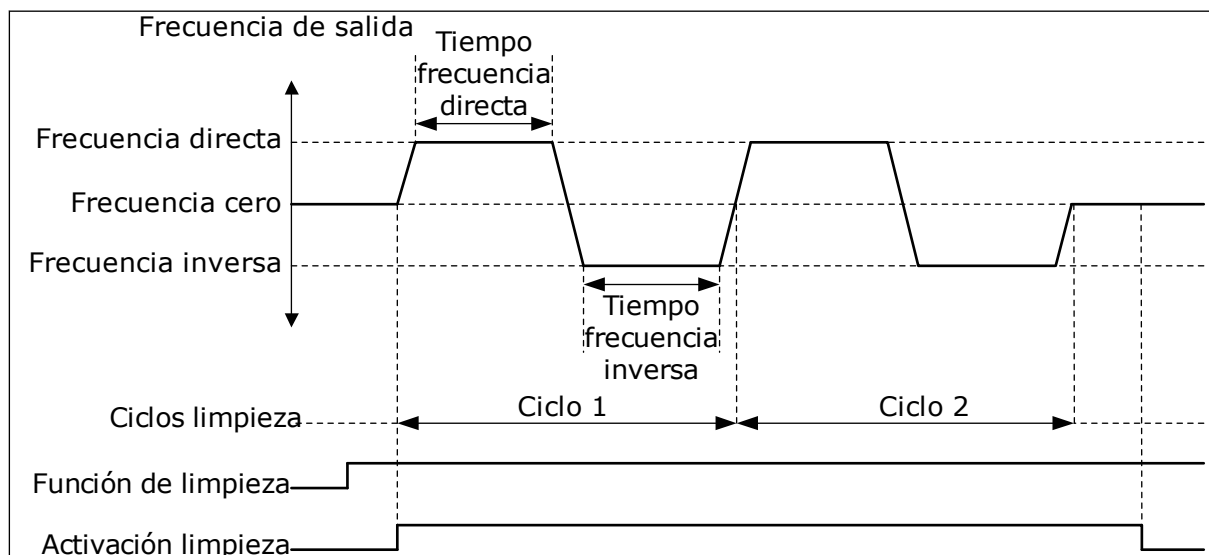 Frecuencia de salida
Tiempo
frecuencia
directa
Frecuencia directa
Frecuencia cero
Frecuencia inversa
Tiempo
frecuencia
inversa
Ciclos limpieza
Ciclo 1
Ciclo 2
Función de limpieza
Activación limpieza